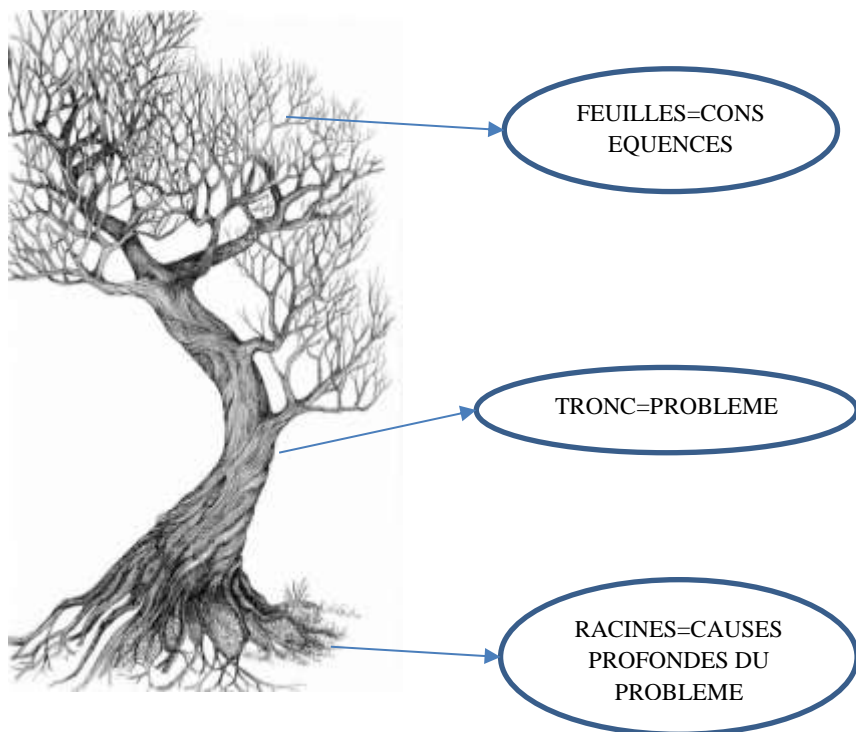 FEUILLES=CONS
EQUENCES
TRONC=PROBLEME
RACINES=CAUSES
PROFONDES DU
PROBLEME